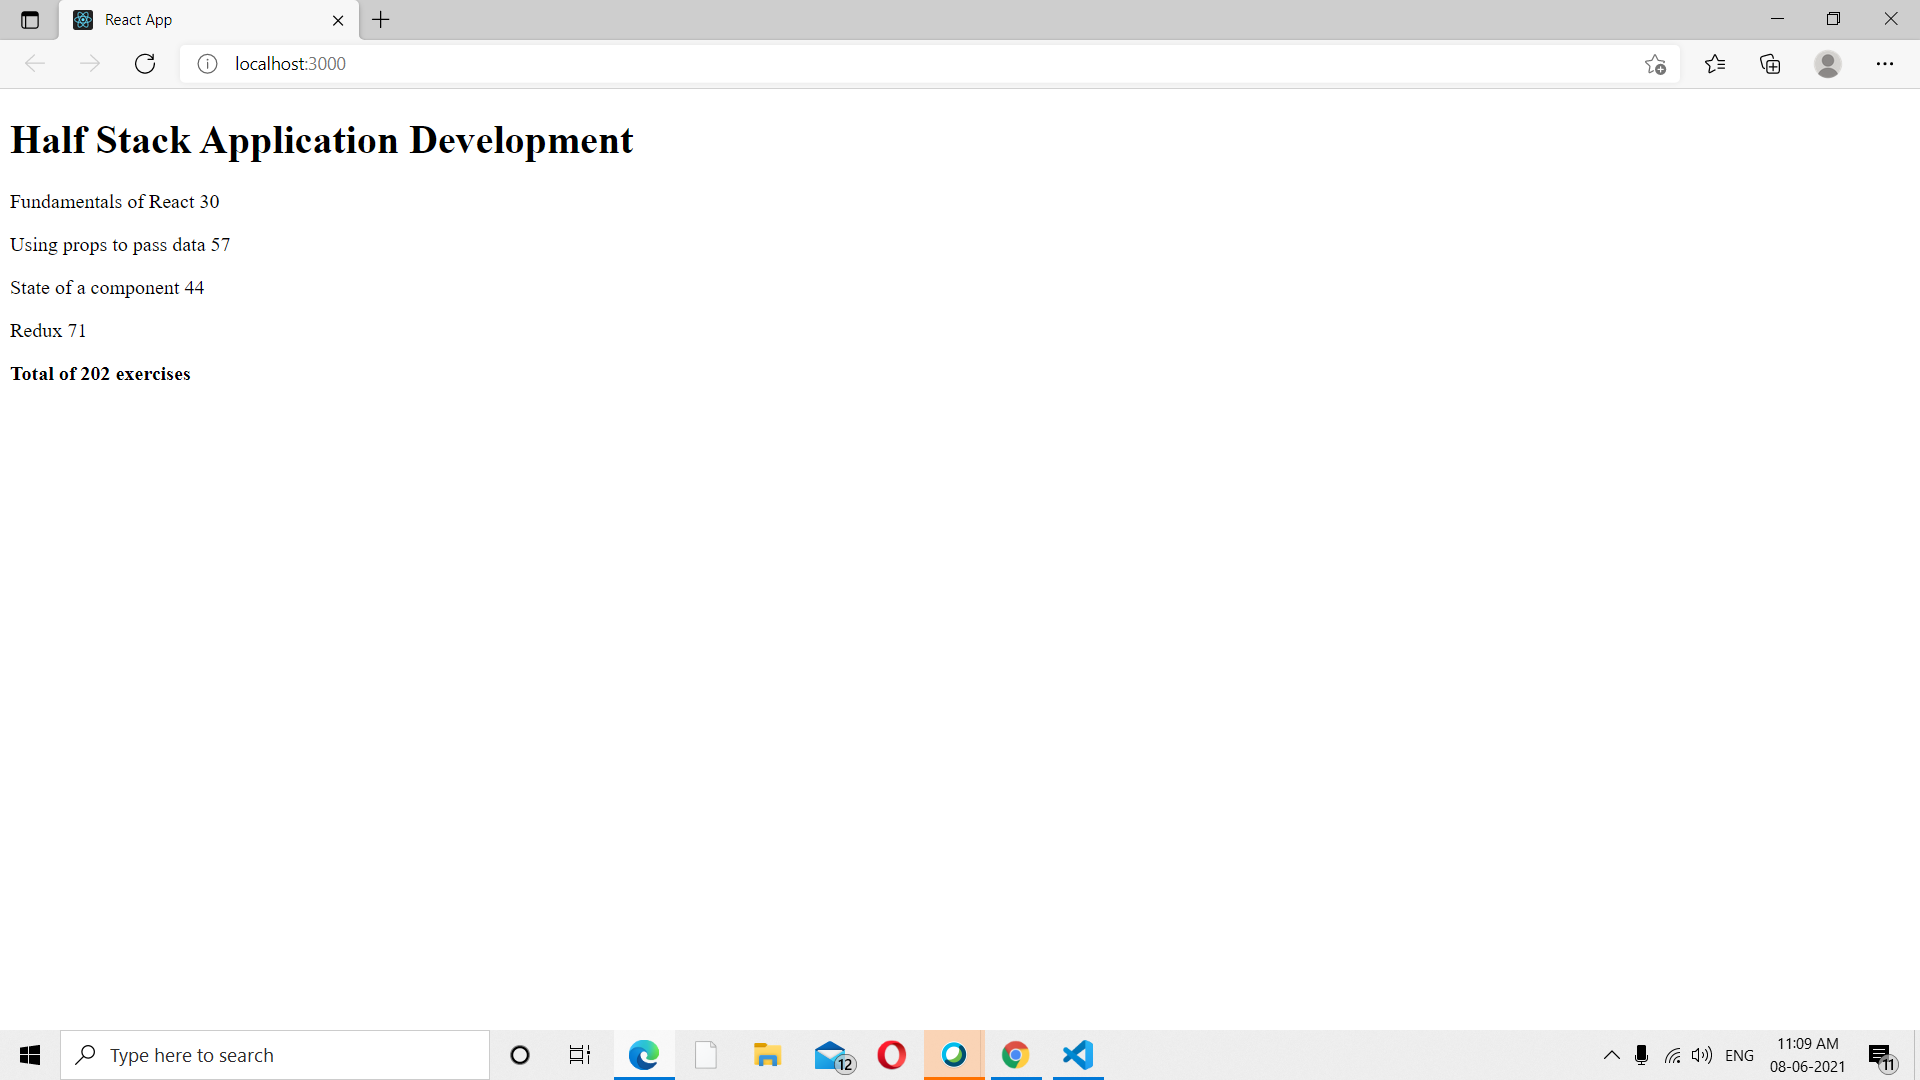 React App
localhost:3000
Half Stack Application Development
Fundamentals of React 30
Using props to pass data 57
State of a component 44
Redux 71
Total of 202 exercises
Type here to search
12
ENG
11:09 AM
08-06-2021
11